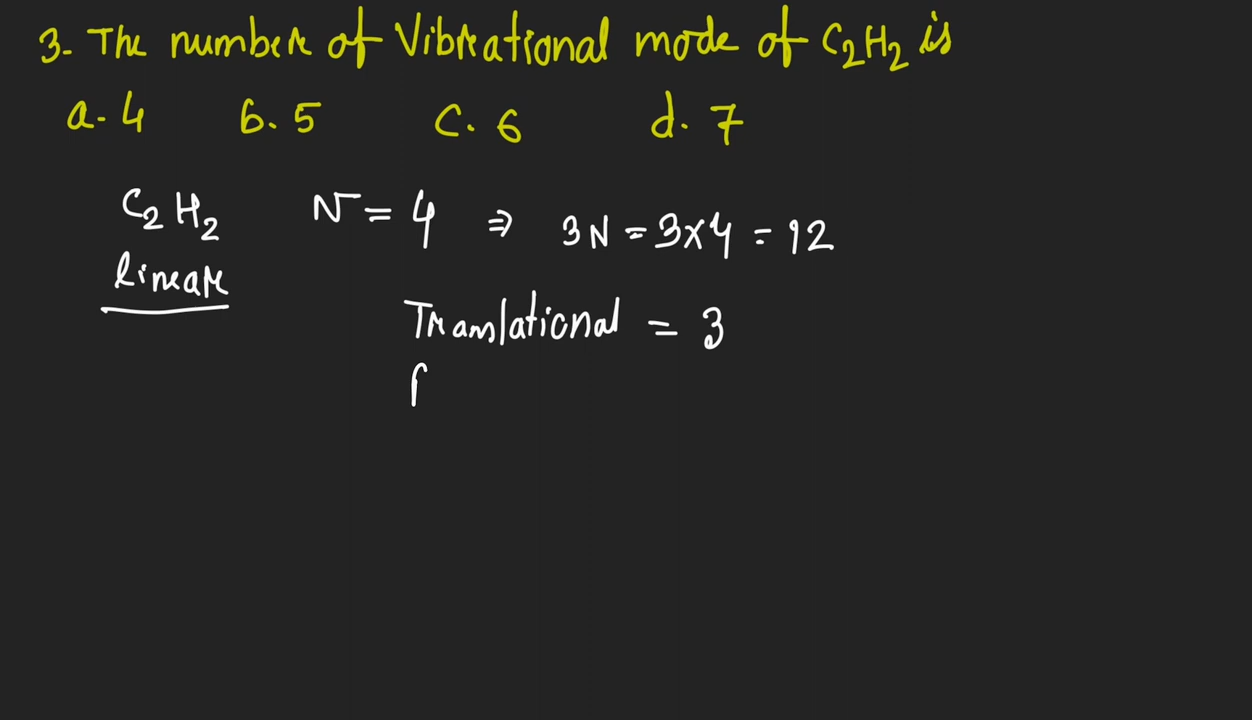 3. The number of Vibrational mode of C₂H₂ is
a. 4 b. 5 c. 6 d. 7
C₂H₂ N = 4 ⇒ 3N = 3×4 = 12
linear
Translational = 3